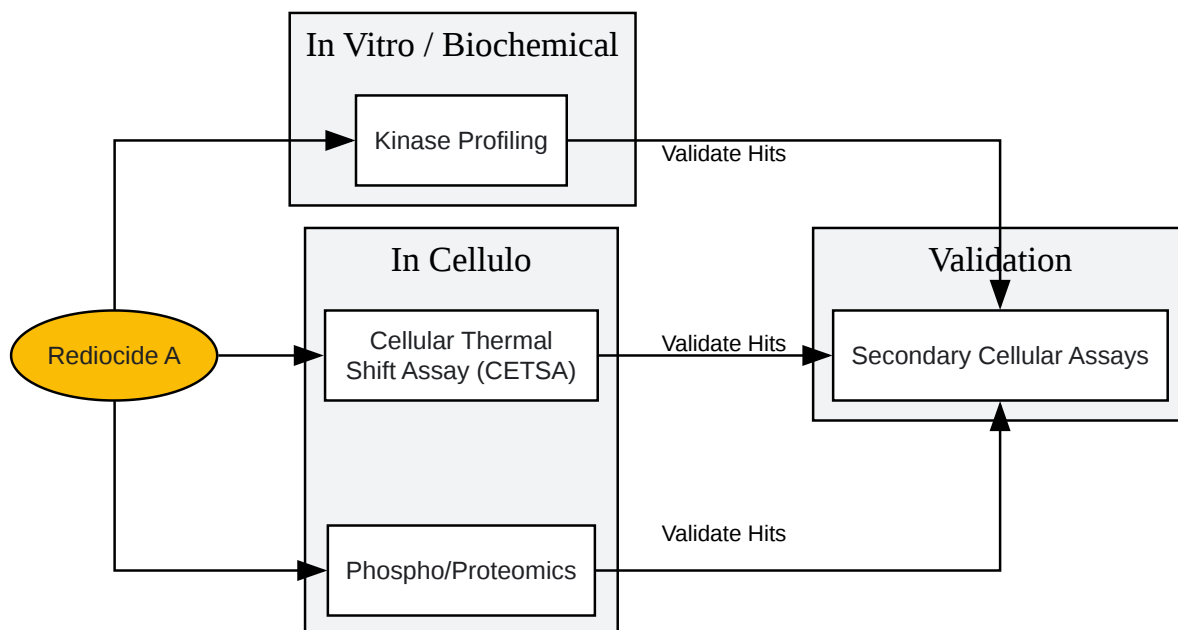 In Vitro / Biochemical
Kinase Profiling
Validate Hits
In Cellulo
Validation
Rediocide A
Cellular Thermal
Shift Assay (CETSA)
Validate Hits
Secondary Cellular Assays
Phospho/Proteomics
Validate Hits